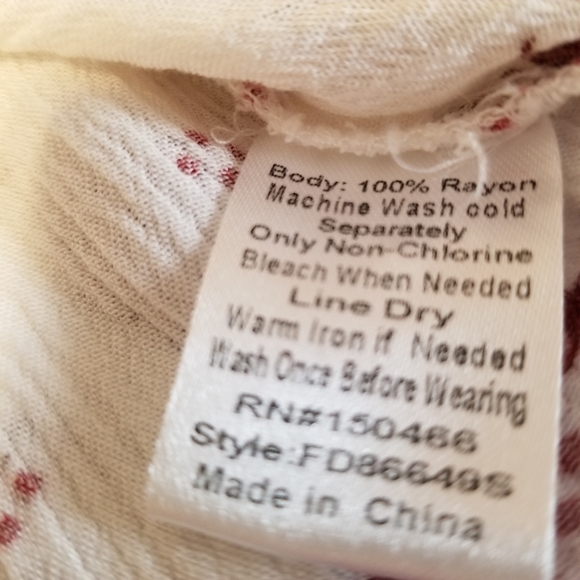 Body: 100% Rayon
Machine Wash cold
Separately
Only Non-Chlorine
Bleach When Needed
Line Dry
Warm Iron if Needed
Wash Once Before Wearing
RN#150466
Style:FD86649S
Made in China